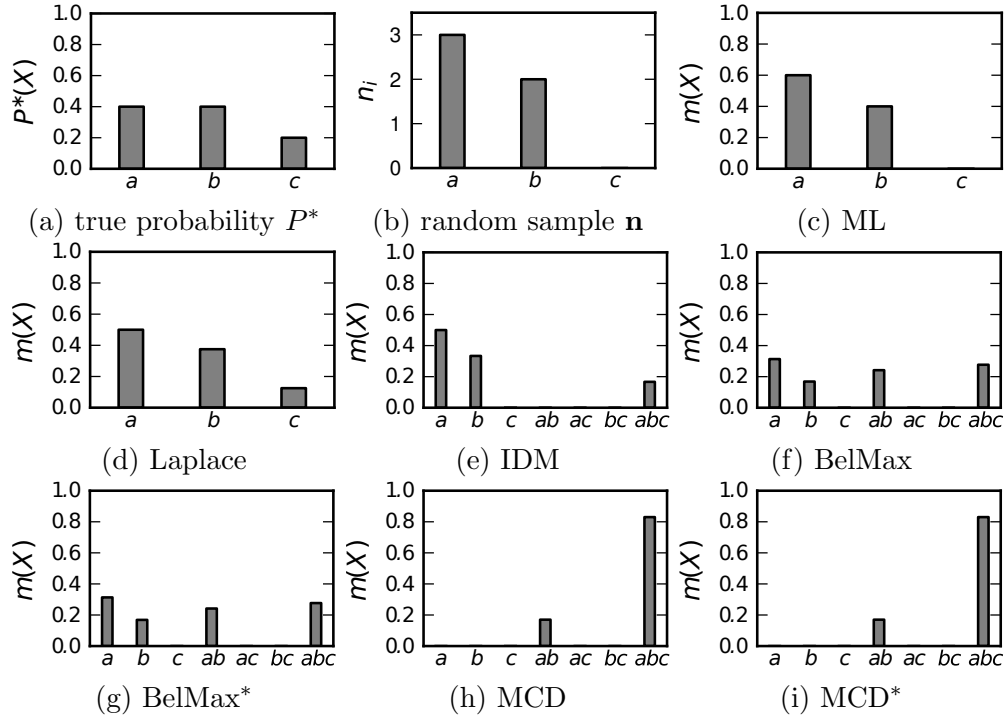 1.0
0.8
0.6
0.4
0.2
0.0
P*(X)
a b c
(a) true probability P*
3
2
1
0
n_i
a b c
(b) random sample n
1.0
0.8
0.6
0.4
0.2
0.0
m(X)
a b c
(c) ML
1.0
0.8
0.6
0.4
0.2
0.0
m(X)
a b c
(d) Laplace
1.0
0.8
0.6
0.4
0.2
0.0
m(X)
a b c ab ac bc abc
(e) IDM
1.0
0.8
0.6
0.4
0.2
0.0
m(X)
a b c ab ac bc abc
(f) BelMax
1.0
0.8
0.6
0.4
0.2
0.0
m(X)
a b c ab ac bc abc
(g) BelMax*
1.0
0.8
0.6
0.4
0.2
0.0
m(X)
a b c ab ac bc abc
(h) MCD
1.0
0.8
0.6
0.4
0.2
0.0
m(X)
a b c ab ac bc abc
(i) MCD*